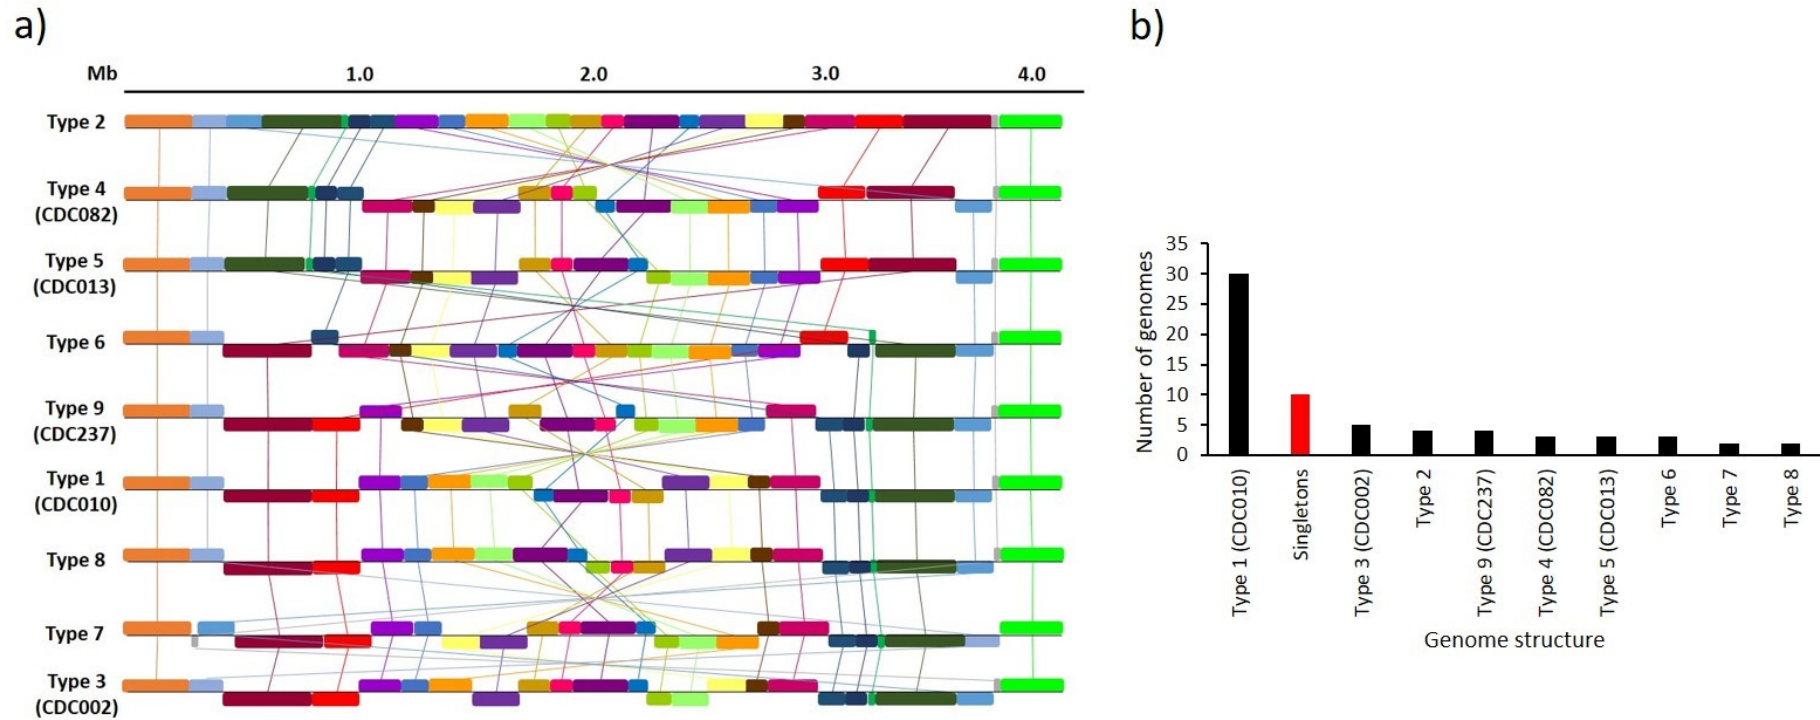 a)
Mb 1.0 2.0 3.0 4.0
Type 2
Type 4
(CDC082)
Type 5
(CDC013)
Type 6
Type 9
(CDC237)
Type 1
(CDC010)
Type 8
Type 7
Type 3
(CDC002)
b)
Number of genomes
35
30
25
20
15
10
5
0
Type 1 (CDC010)
Singletons
Type 3 (CDC002)
Type 2
Type 9 (CDC237)
Type 4 (CDC082)
Type 5 (CDC013)
Type 6
Type 7
Type 8
Genome structure